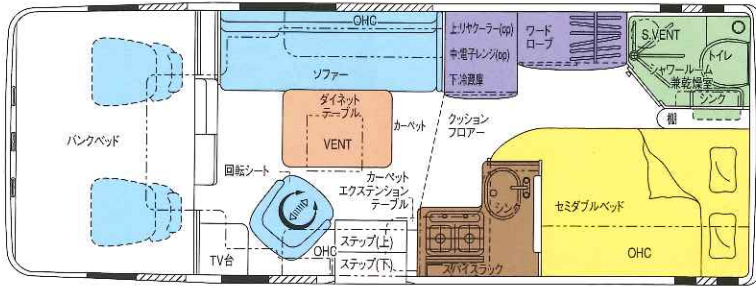 バンクベッド
OHC
ソファー
ダイネット
テーブル
VENT
カーペット
回転シート
カーペット
エクステンション
テーブル
TV台
OHC
ステップ(上)
ステップ(下)
上:リヤクーラー(op)
中:電子レンジ(op)
下:冷蔵庫
ワード
ローブ
クッション
フロアー
シンク
スパイスラック
S.VENT
トイレ
シャワールーム
兼乾燥室
シンク
棚
セミダブルベッド
OHC